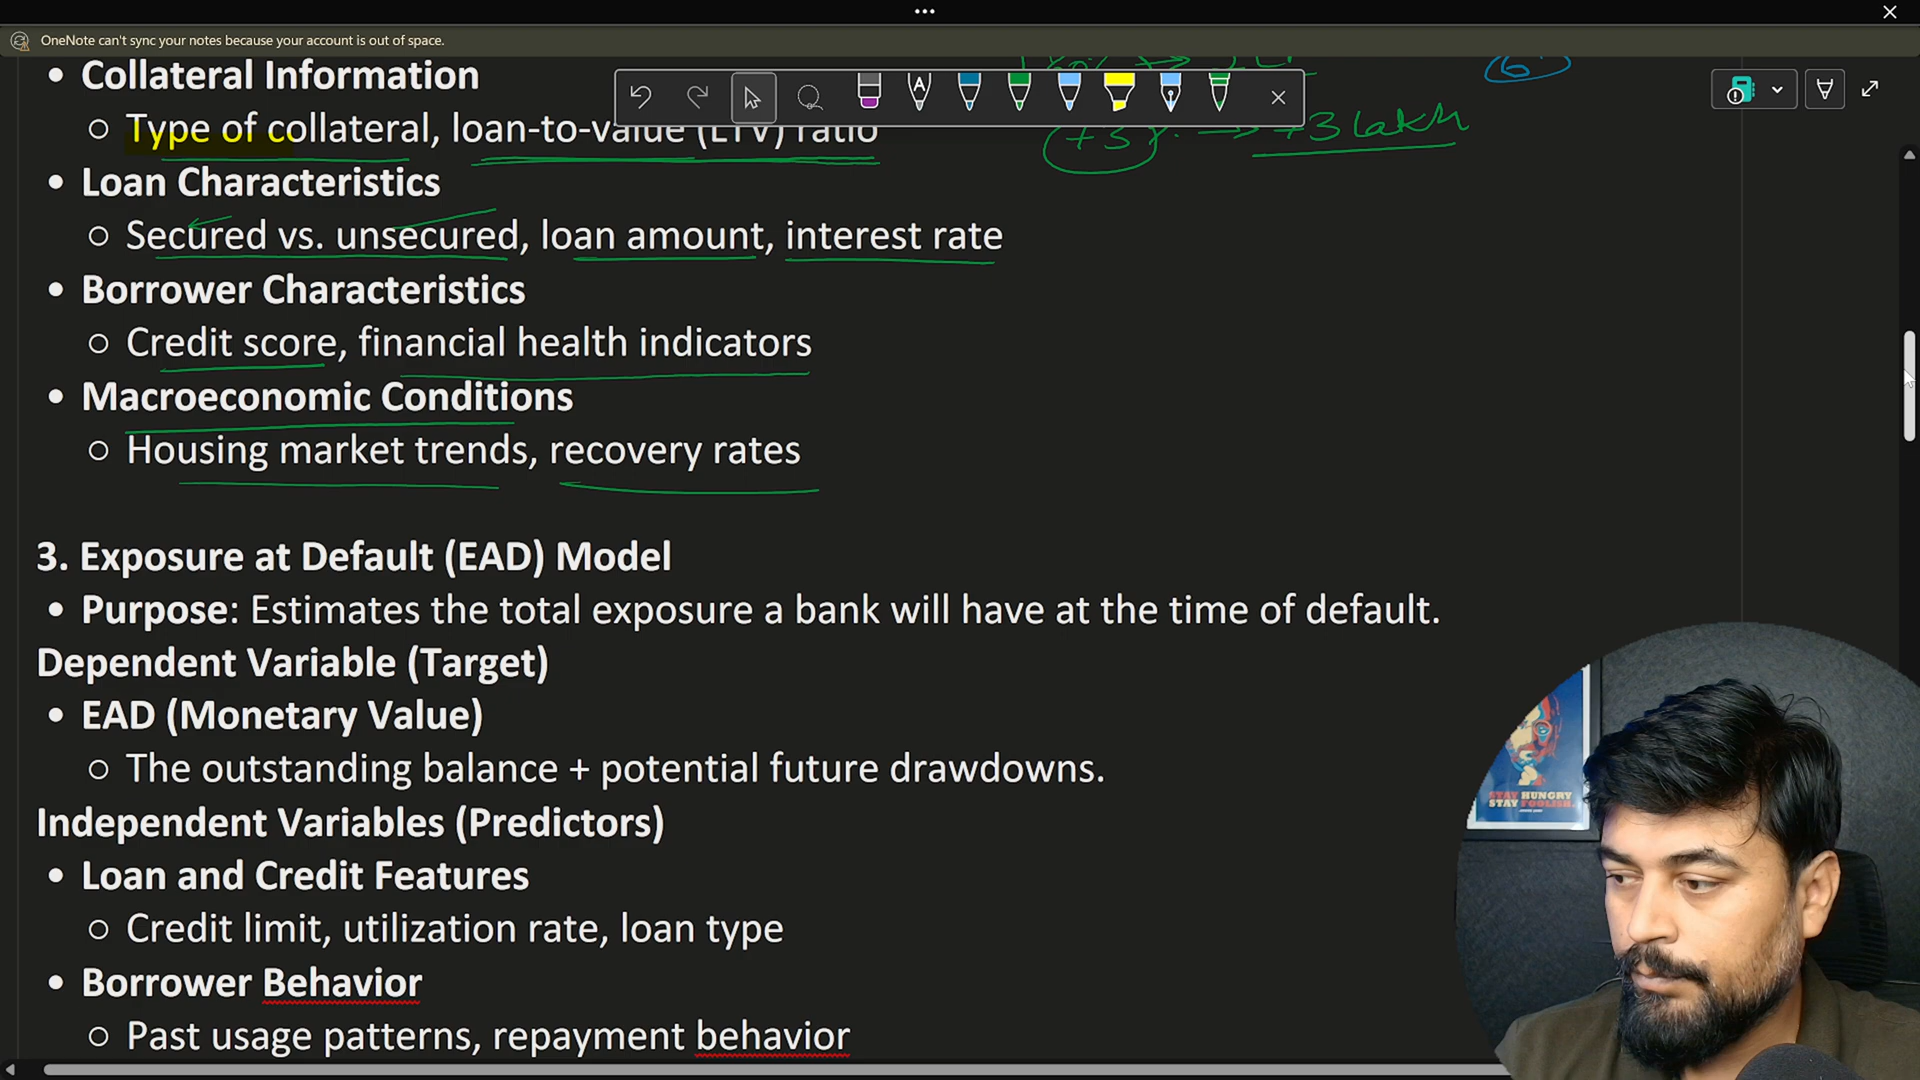 OneNote can't sync your notes because your account is out of space.
• Collateral Information
○ Type of collateral, loan-to-value (LTV) ratio
+3%. → +3 lakh
• Loan Characteristics
○ Secured vs. unsecured, loan amount, interest rate
• Borrower Characteristics
○ Credit score, financial health indicators
• Macroeconomic Conditions
○ Housing market trends, recovery rates
3. Exposure at Default (EAD) Model
• Purpose: Estimates the total exposure a bank will have at the time of default.
Dependent Variable (Target)
• EAD (Monetary Value)
○ The outstanding balance + potential future drawdowns.
Independent Variables (Predictors)
• Loan and Credit Features
○ Credit limit, utilization rate, loan type
• Borrower Behavior
○ Past usage patterns, repayment behavior
STAY HUNGRY
STAY FOOLISH.